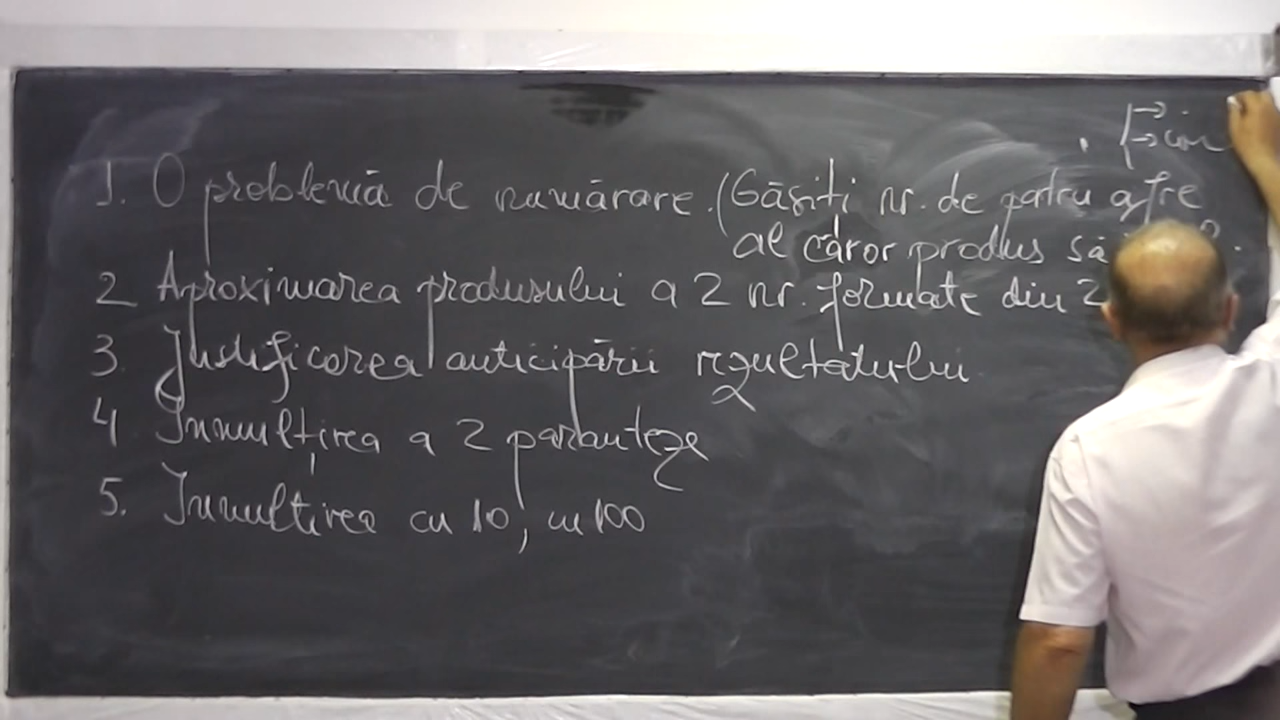 1. O problemă de numărare. (Găsiți nr. de patru cifre
al căror produs să
2 Aproximarea produsului a 2 nr. formate din 2
3. Justificarea anticipării rezultatului
4 Înmulțirea a 2 paranteze
5. Înmulțirea cu 10, cu 100